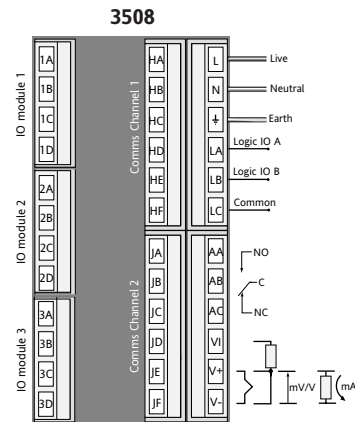 3508
IO module 1
1A
1B
1C
1D
IO module 2
2A
2B
2C
2D
IO module 3
3A
3B
3C
3D
Comms Channel 1
HA
HB
HC
HD
HE
HF
Comms Channel 2
JA
JB
JC
JD
JE
JF
L
N
LA
LB
LC
AA
AB
AC
VI
V+
V-
Live
Neutral
Earth
Logic IO A
Logic IO B
Common
NO
C
NC
mV/V
mA